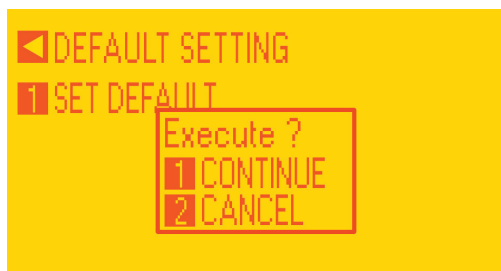 DEFAULT SETTING
1 SET DEFAULT
Execute ?
1 CONTINUE
2 CANCEL